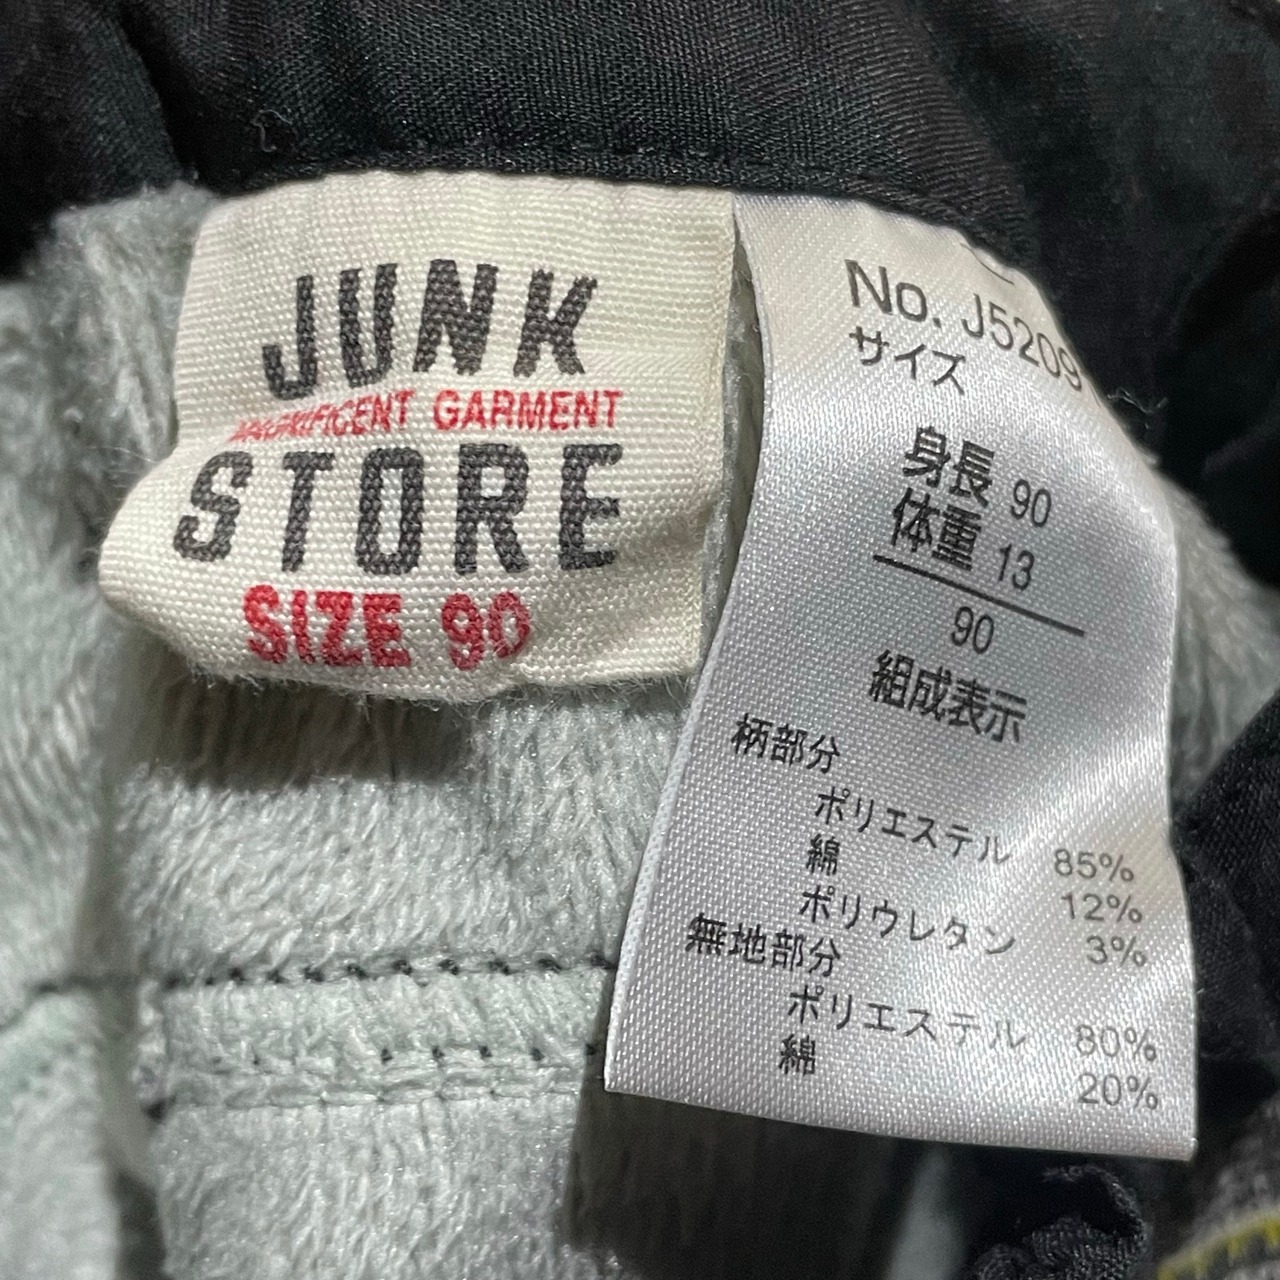 JUNK
MAGNIFICENT GARMENT
STORE
SIZE 90
No. J5209
サイズ
身長 90
体重 13
90
組成表示
柄部分
ポリエステル 85%
綿 12%
ポリウレタン 3%
無地部分
ポリエステル 80%
綿 20%